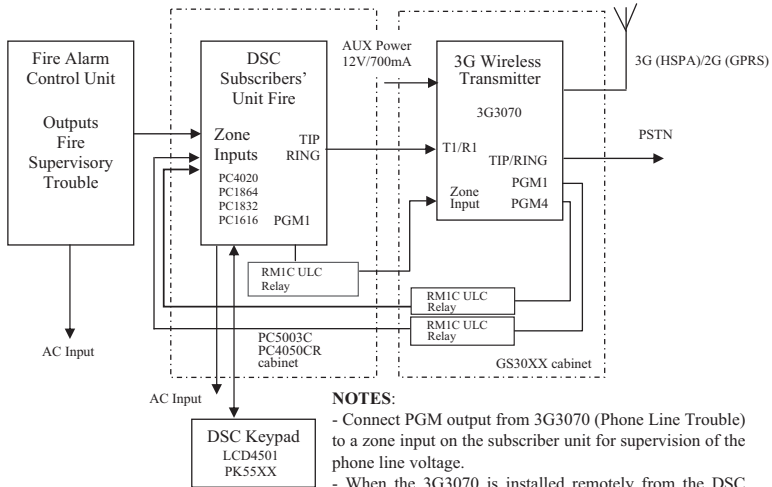 Fire Alarm
Control Unit
Outputs
Fire
Supervisory
Trouble
AC Input
DSC
Subscribers'
Unit Fire
Zone
Inputs
TIP
RING
PC4020
PC1864
PC1832
PC1616
PGM1
RM1C ULC
Relay
PC5003C
PC4050CR
cabinet
AC Input
DSC Keypad
LCD4501
PK55XX
AUX Power
12V/700mA
3G Wireless
Transmitter
3G3070
T1/R1
TIP/RING
PGM1
Zone
Input
PGM4
RM1C ULC
Relay
RM1C ULC
Relay
GS30XX cabinet
3G (HSPA)/2G (GPRS)
PSTN
NOTES:
- Connect PGM output from 3G3070 (Phone Line Trouble)
to a zone input on the subscriber unit for supervision of the
phone line voltage.
- When the 3G3070 is installed remotely from the DSC